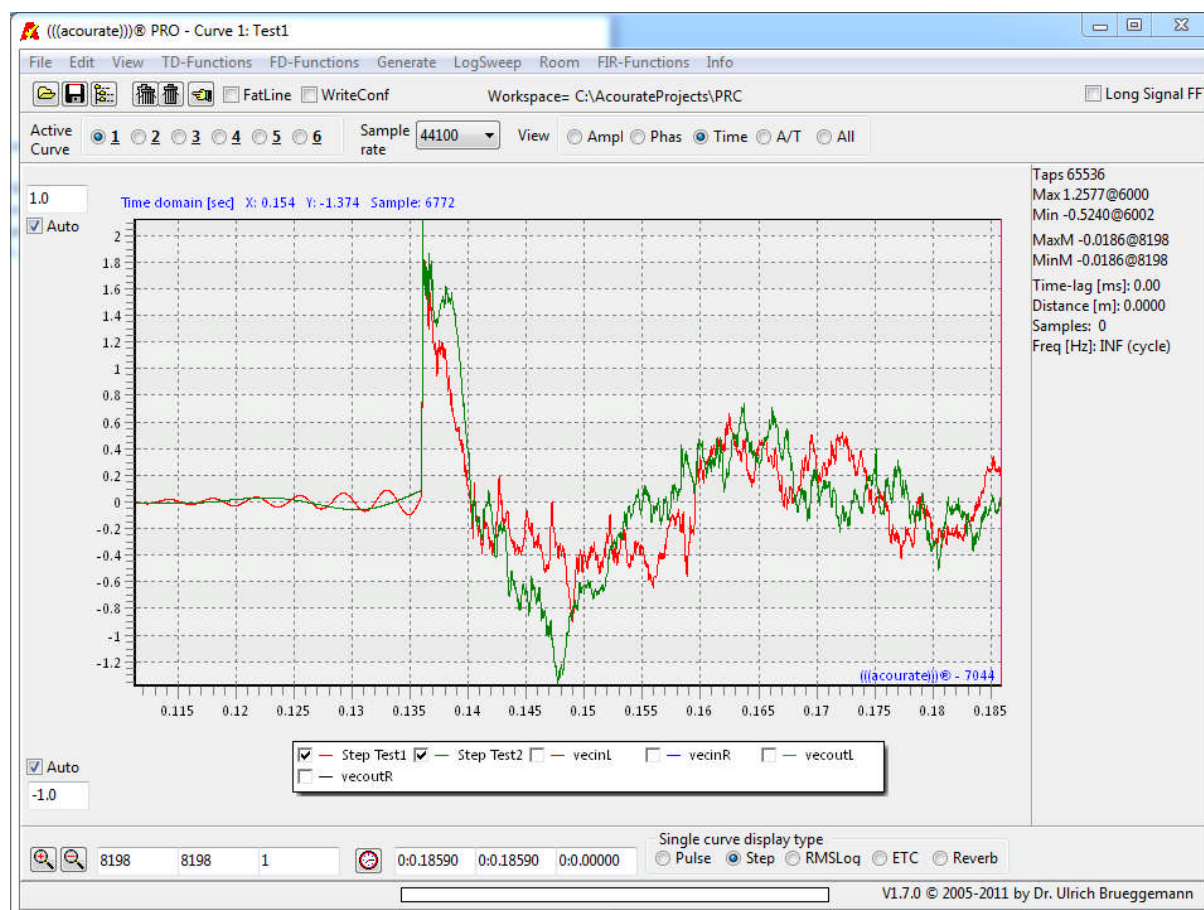 (((acourate)))® PRO - Curve 1: Test1
File Edit View TD-Functions FD-Functions Generate LogSweep Room FIR-Functions Info
FatLine WriteConf Workspace= C:\AcourateProjects\PRC Long Signal FF
Active Curve 1 2 3 4 5 6 Sample rate 44100 View Ampl Phas Time A/T All
1.0
Auto
Time domain [sec] X: 0.154 Y: -1.374 Sample: 6772
Taps 65536
Max 1.2577@6000
Min -0.5240@6002
MaxM -0.0186@8198
MinM -0.0186@8198
Time-lag [ms]: 0.00
Distance [m]: 0.0000
Samples: 0
Freq [Hz]: INF (cycle)
2
1.8
1.6
1.4
1.2
1
0.8
0.6
0.4
0.2
0
-0.2
-0.4
-0.6
-0.8
-1
-1.2
(((acourate)))® - 7044
0.115 0.12 0.125 0.13 0.135 0.14 0.145 0.15 0.155 0.16 0.165 0.17 0.175 0.18 0.185
Step Test1 Step Test2 vecinL vecinR vecoutL
vecoutR
Auto
-1.0
8198 8198 1 0:0.18590 0:0.18590 0:0.00000
Single curve display type
Pulse Step RMSLog ETC Reverb
V1.7.0 © 2005-2011 by Dr. Ulrich Brueggemann